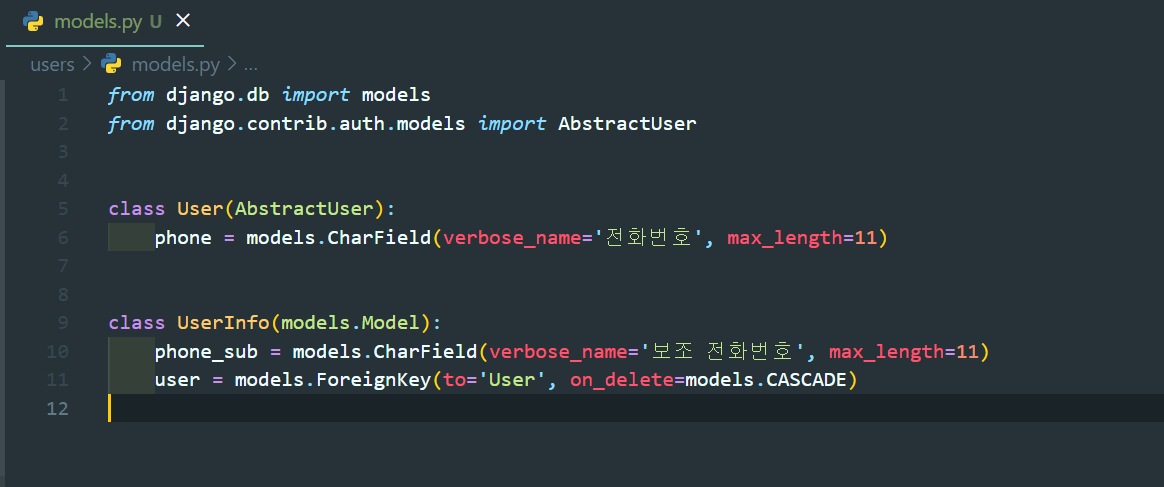 models.py U ×
users > models.py > ...
1 from django.db import models
2 from django.contrib.auth.models import AbstractUser
3
4
5 class User(AbstractUser):
6     phone = models.CharField(verbose_name='전화번호', max_length=11)
7
8
9 class UserInfo(models.Model):
10     phone_sub = models.CharField(verbose_name='보조 전화번호', max_length=11)
11     user = models.ForeignKey(to='User', on_delete=models.CASCADE)
12